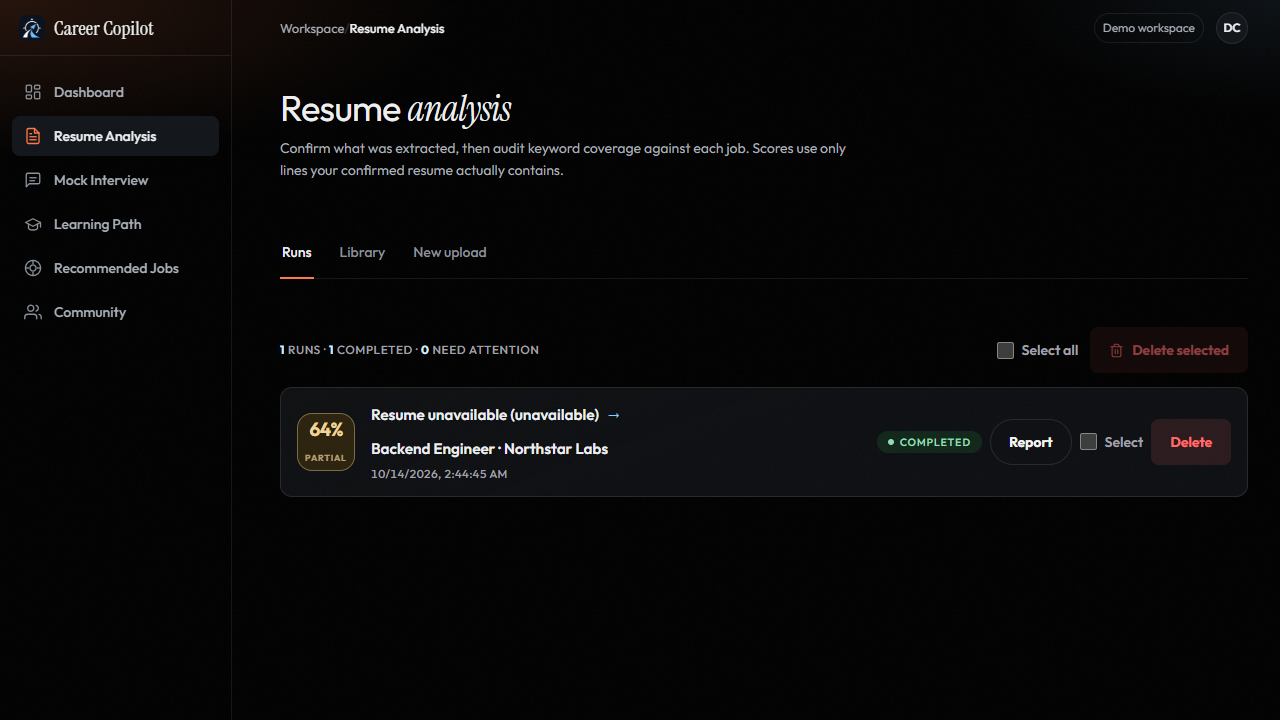 Career Copilot
Workspace/Resume Analysis
Demo workspace
DC
Dashboard
Resume Analysis
Mock Interview
Learning Path
Recommended Jobs
Community
Resume analysis
Confirm what was extracted, then audit keyword coverage against each job. Scores use only
lines your confirmed resume actually contains.
Runs
Library
New upload
1 RUNS · 1 COMPLETED · 0 NEED ATTENTION
Select all
Delete selected
64%
PARTIAL
Resume unavailable (unavailable) →
Backend Engineer · Northstar Labs
10/14/2026, 2:44:45 AM
COMPLETED
Report
Select
Delete